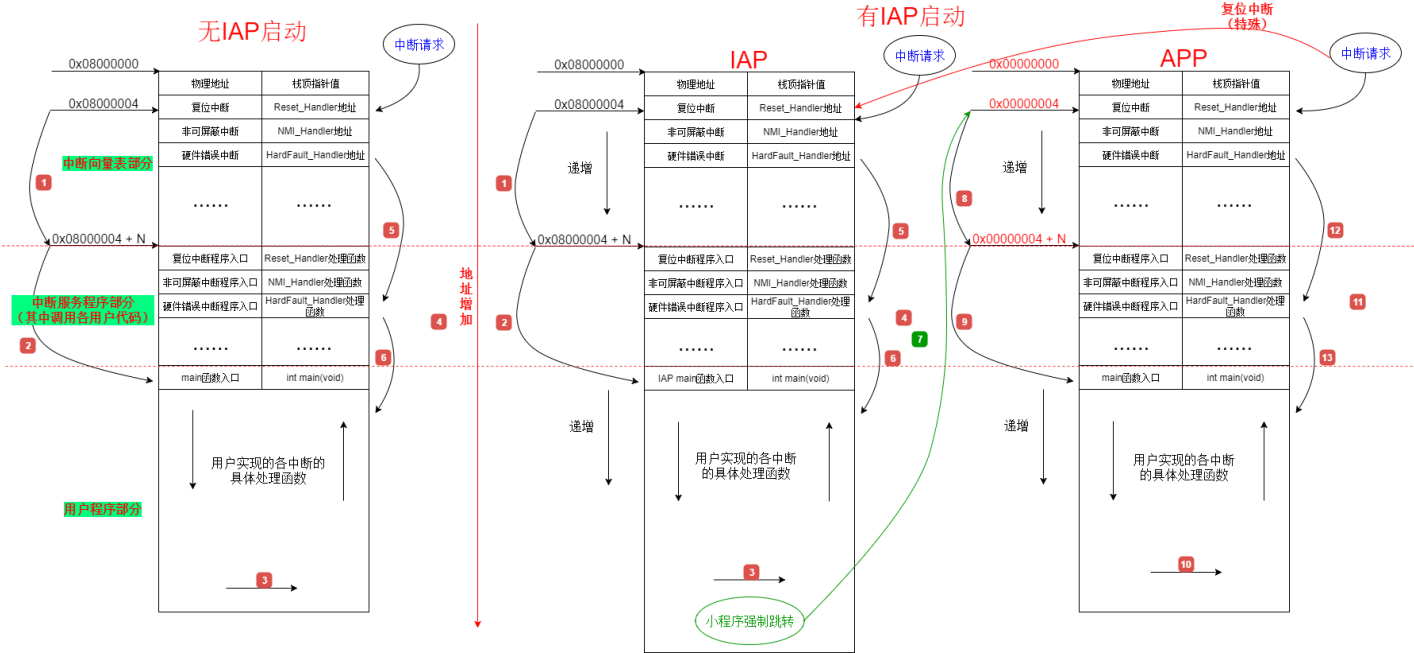 无IAP启动
有IAP启动
复位中断
（特殊）
中断请求
0x08000000
物理地址 栈顶指针值
0x08000004
复位中断 Reset_Handler地址
非可屏蔽中断 NMI_Handler地址
硬件错误中断 HardFault_Handler地址
中断向量表部分
1
…… ……
5
0x08000004 + N
复位中断程序入口 Reset_Handler处理函数
非可屏蔽中断程序入口 NMI_Handler处理函数
硬件错误中断程序入口 HardFault_Handler处理
函数
中断服务程序部分
（其中调用各用户代码）
2
…… ……
6
main函数入口 int main(void)
用户实现的各中断的
具体处理函数
用户程序部分
3
地
址
增
加
4
IAP
中断请求
0x08000000
物理地址 栈顶指针值
0x08000004
复位中断 Reset_Handler地址
非可屏蔽中断 NMI_Handler地址
硬件错误中断 HardFault_Handler地址
递增
1
…… ……
5
0x08000004 + N
复位中断程序入口 Reset_Handler处理函数
非可屏蔽中断程序入口 NMI_Handler处理函数
硬件错误中断程序入口 HardFault_Handler处理
函数
2
4
7
…… ……
6
IAP main函数入口 int main(void)
递增
用户实现的各中断
的具体处理函数
3
小程序强制跳转
APP
中断请求
0x00000000
物理地址 栈顶指针值
0x00000004
复位中断 Reset_Handler地址
非可屏蔽中断 NMI_Handler地址
硬件错误中断 HardFault_Handler地址
递增
8
…… ……
12
0x00000004 + N
复位中断程序入口 Reset_Handler处理函数
非可屏蔽中断程序入口 NMI_Handler处理函数
硬件错误中断程序入口 HardFault_Handler处理
函数
11
9
…… ……
13
main函数入口 int main(void)
递增
用户实现的各中断
的具体处理函数
10